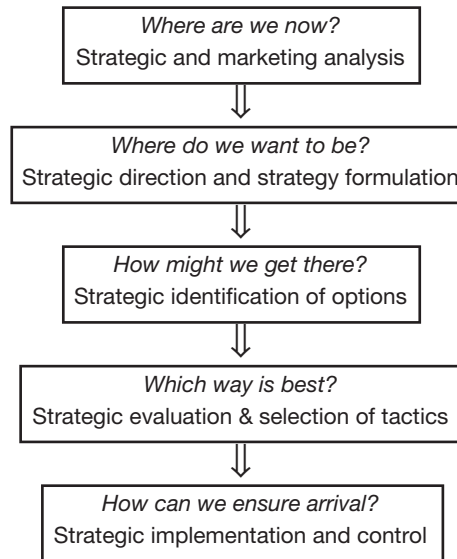 Where are we now?
Strategic and marketing analysis
Where do we want to be?
Strategic direction and strategy formulation
How might we get there?
Strategic identification of options
Which way is best?
Strategic evaluation & selection of tactics
How can we ensure arrival?
Strategic implementation and control